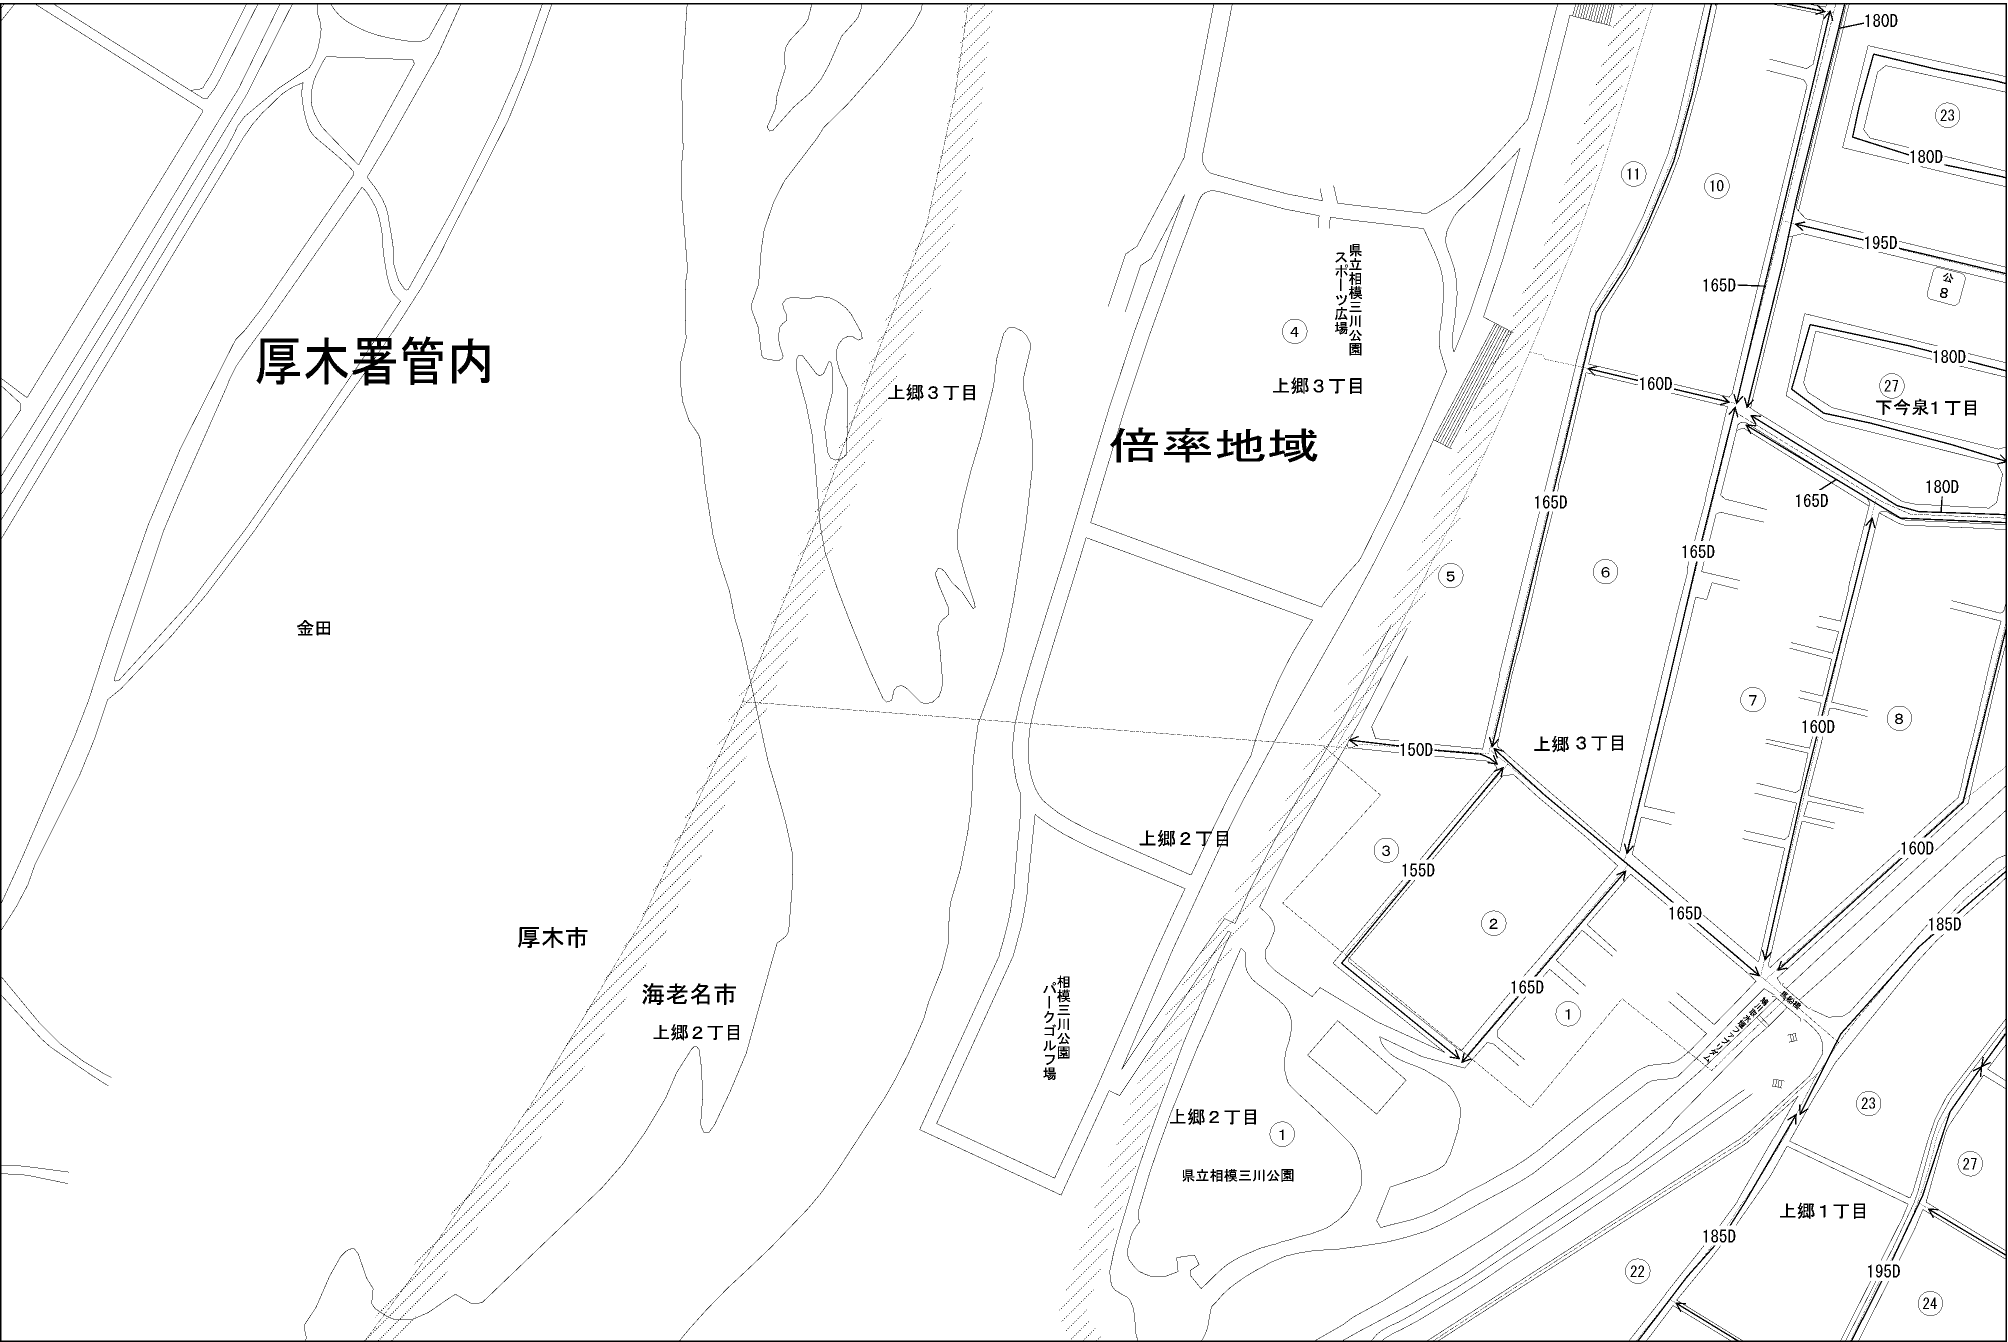 180D
23
180D
11
10
195D
県立相模三川公園
スポーツ広場
165D
公
8
4
180D
厚木署管内
160D
27
上郷３丁目
上郷３丁目
下今泉１丁目
倍率地域
180D
165D
165D
165D
5
6
金田
7
8
160D
上郷３丁目
150D
上郷２丁目
3
160D
155D
165D
2
185D
厚木市
165D
海老名市
相模三川公園
パークゴルフ場
1
上郷２丁目
23
上郷２丁目
1
27
県立相模三川公園
上郷１丁目
185D
22
195D
24